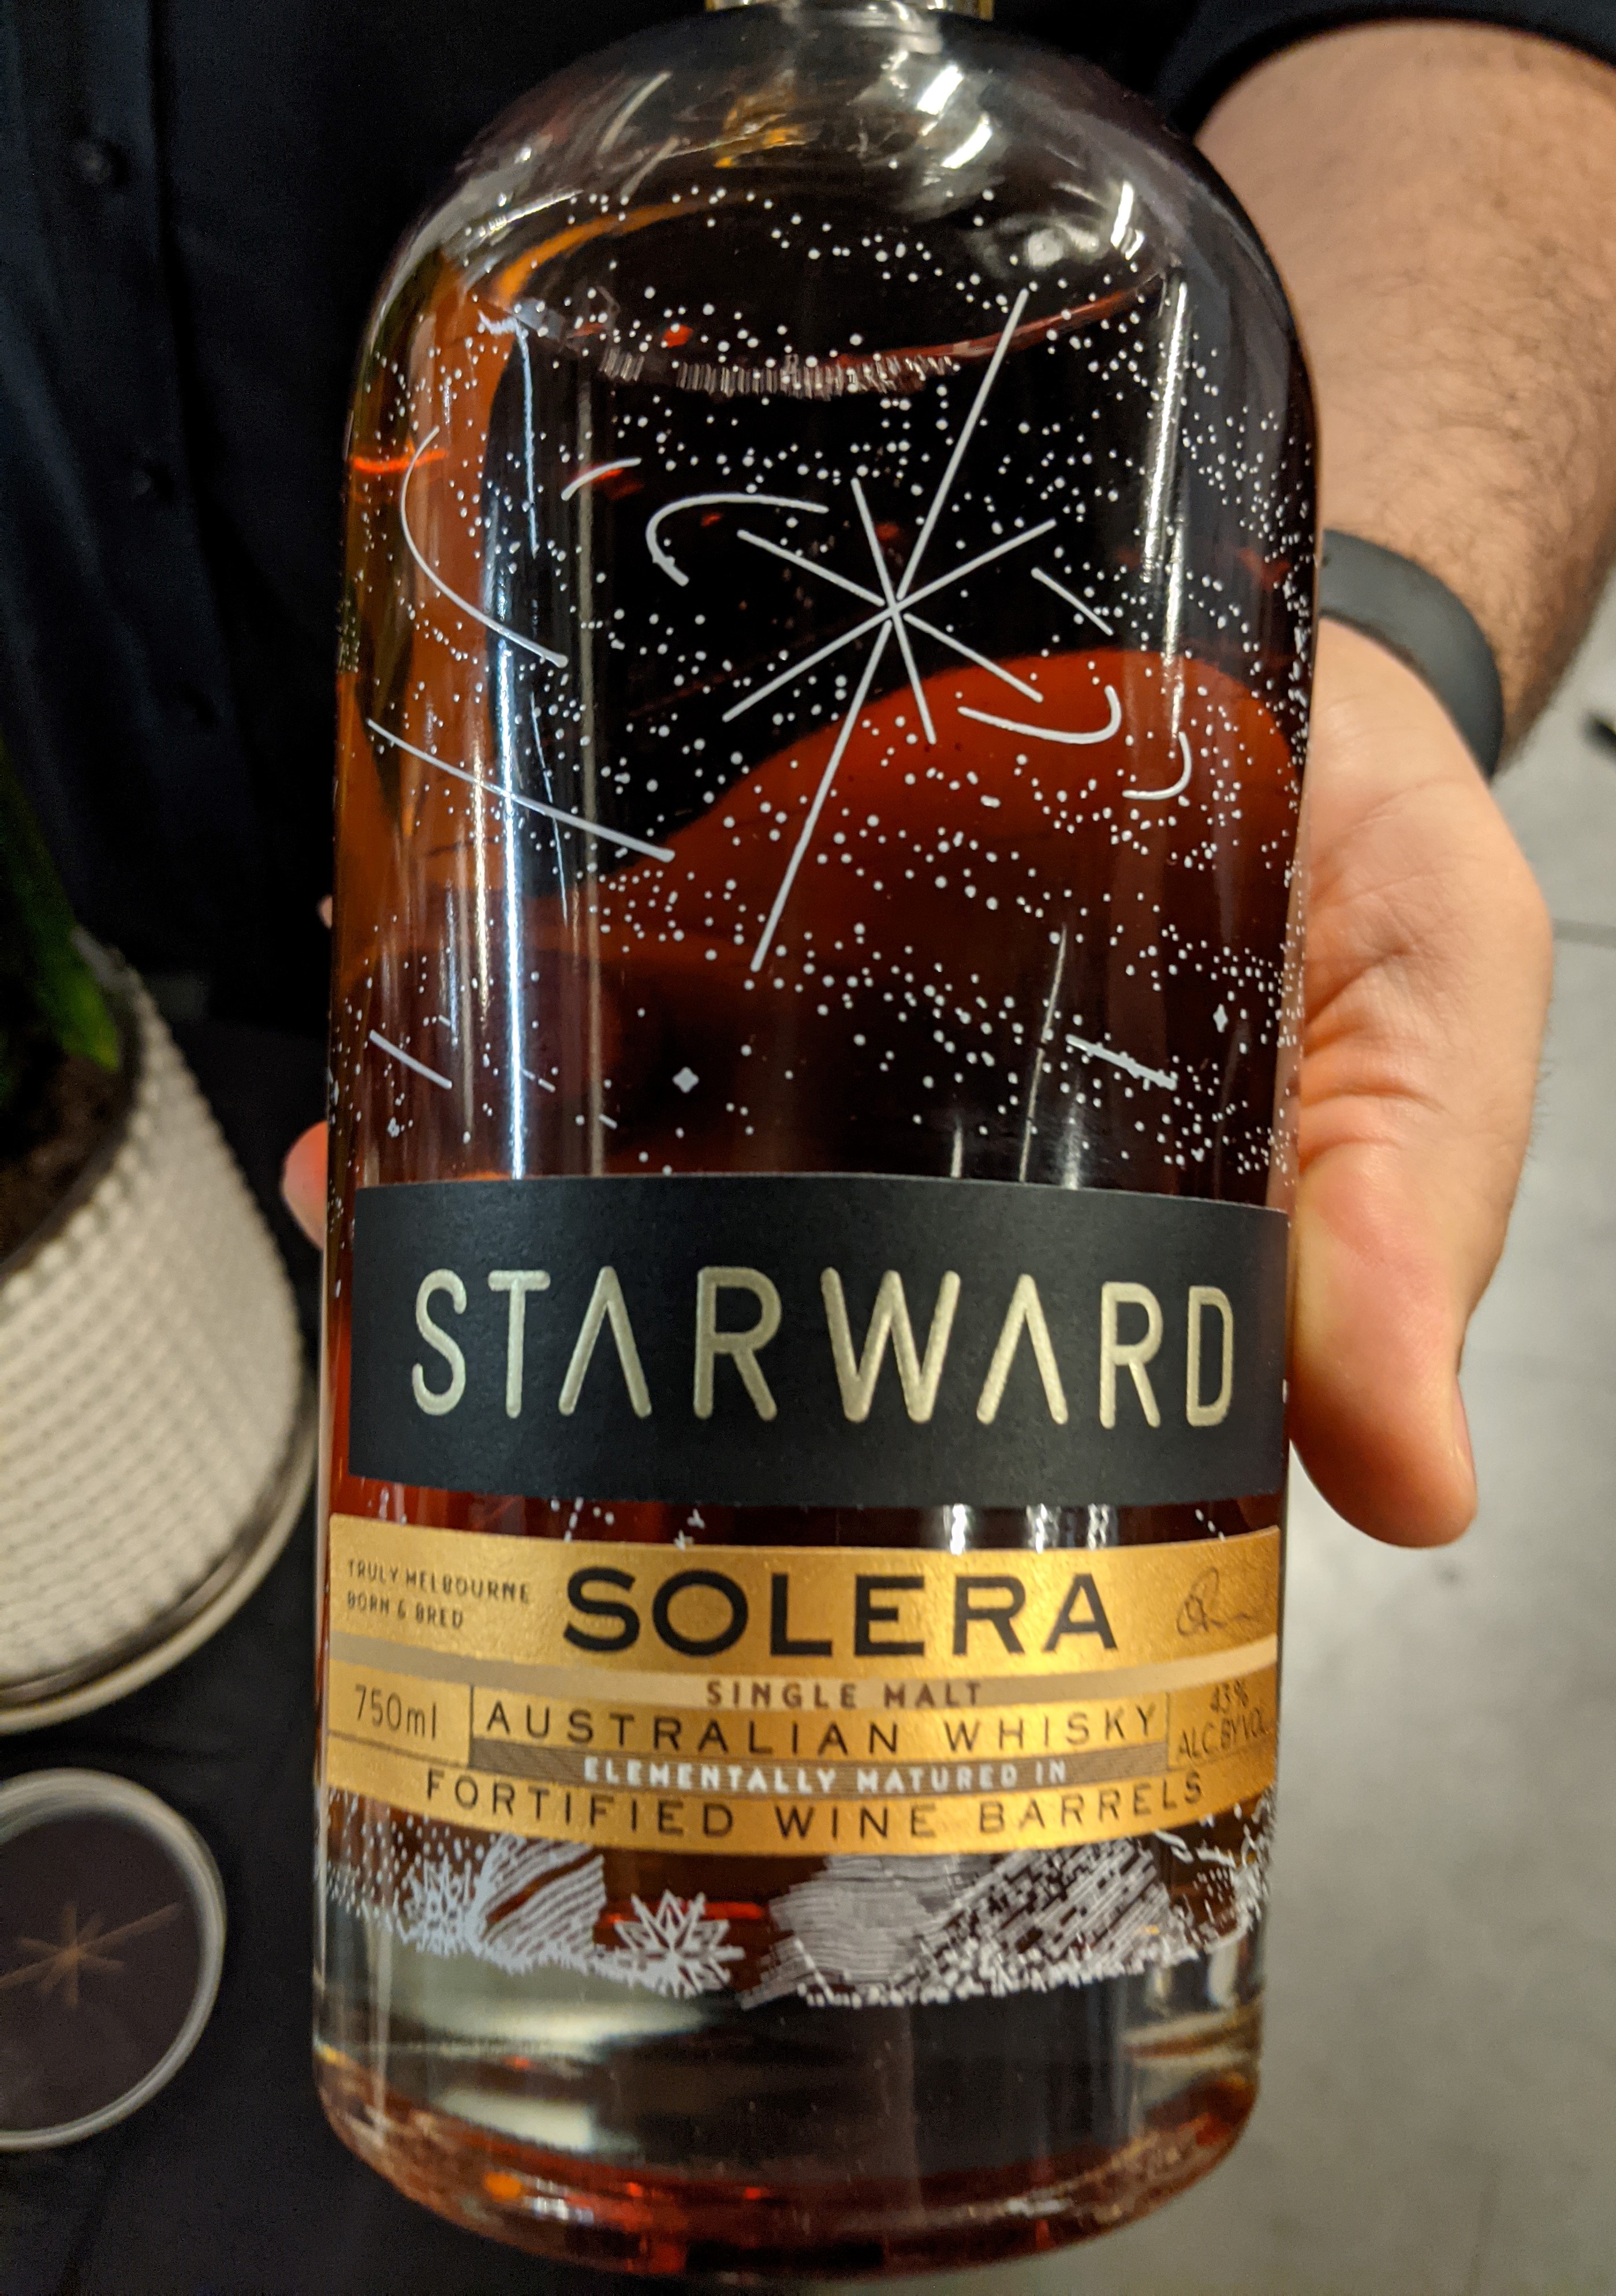 STARWARD
TRULY MELBOURNE
BORN & BRED
SOLERA
SINGLE MALT
750ml
AUSTRALIAN WHISKY
43%
ALC BY VOL
ELEMENTALLY MATURED IN
FORTIFIED WINE BARRELS